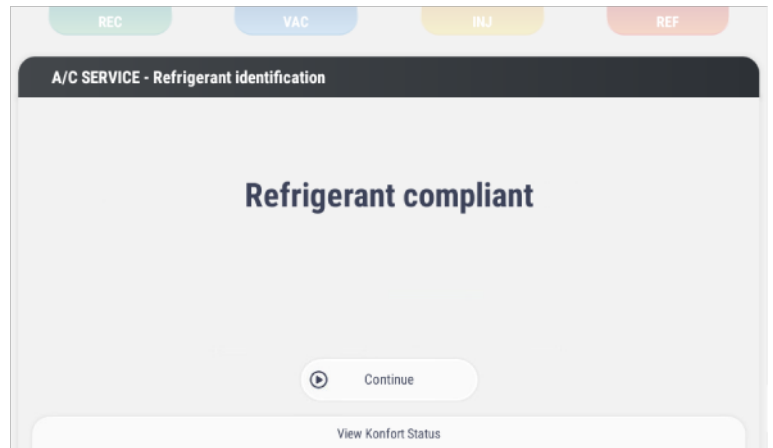 REC VAC INJ REF
A/C SERVICE - Refrigerant identification
Refrigerant compliant
Continue
View Konfort Status